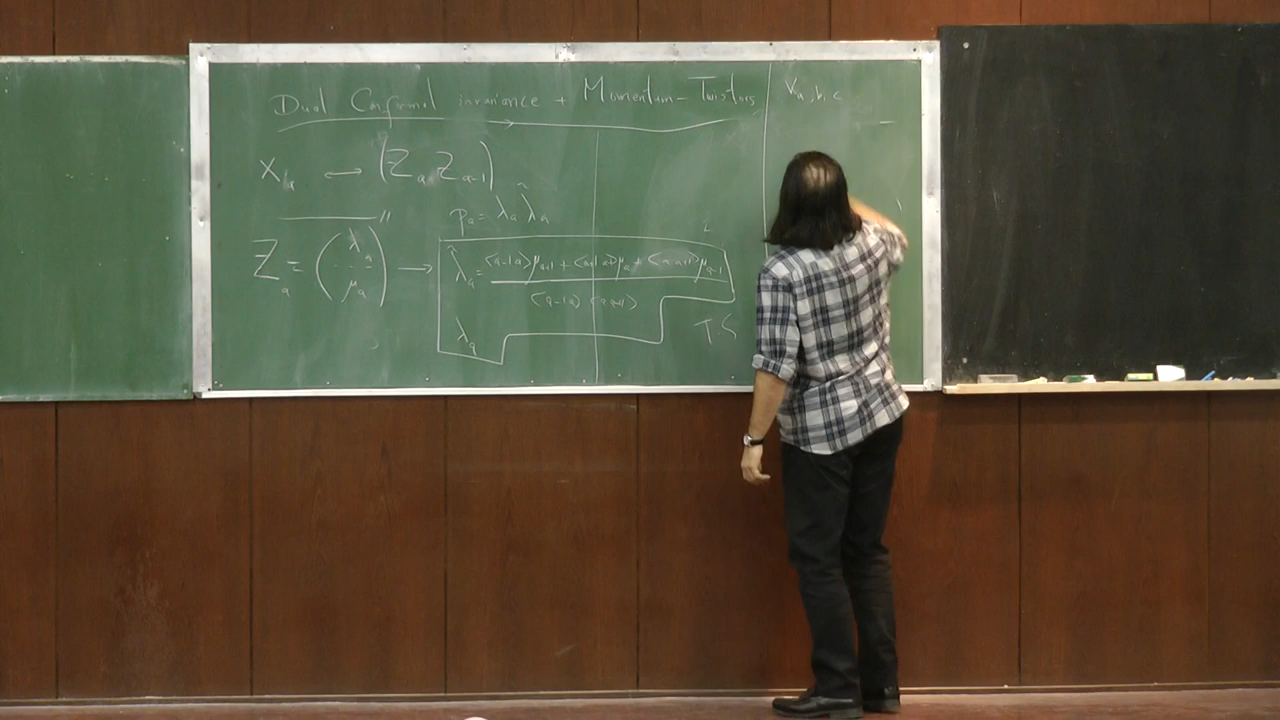 Dual Conformal invariance + Momentum-Twistors
∀a, b, c
x_a ↔ (Z_a Z_{a-1})
p_a = λ_a λ̃_a
Z_a = (λ_a μ_a) →
λ̃_a = <a-1 a> μ_{a+1} + <a+1 a-1> μ_a + <a a+1> μ_{a-1}
<a-1 a> <a a+1>
λ_a
T.S